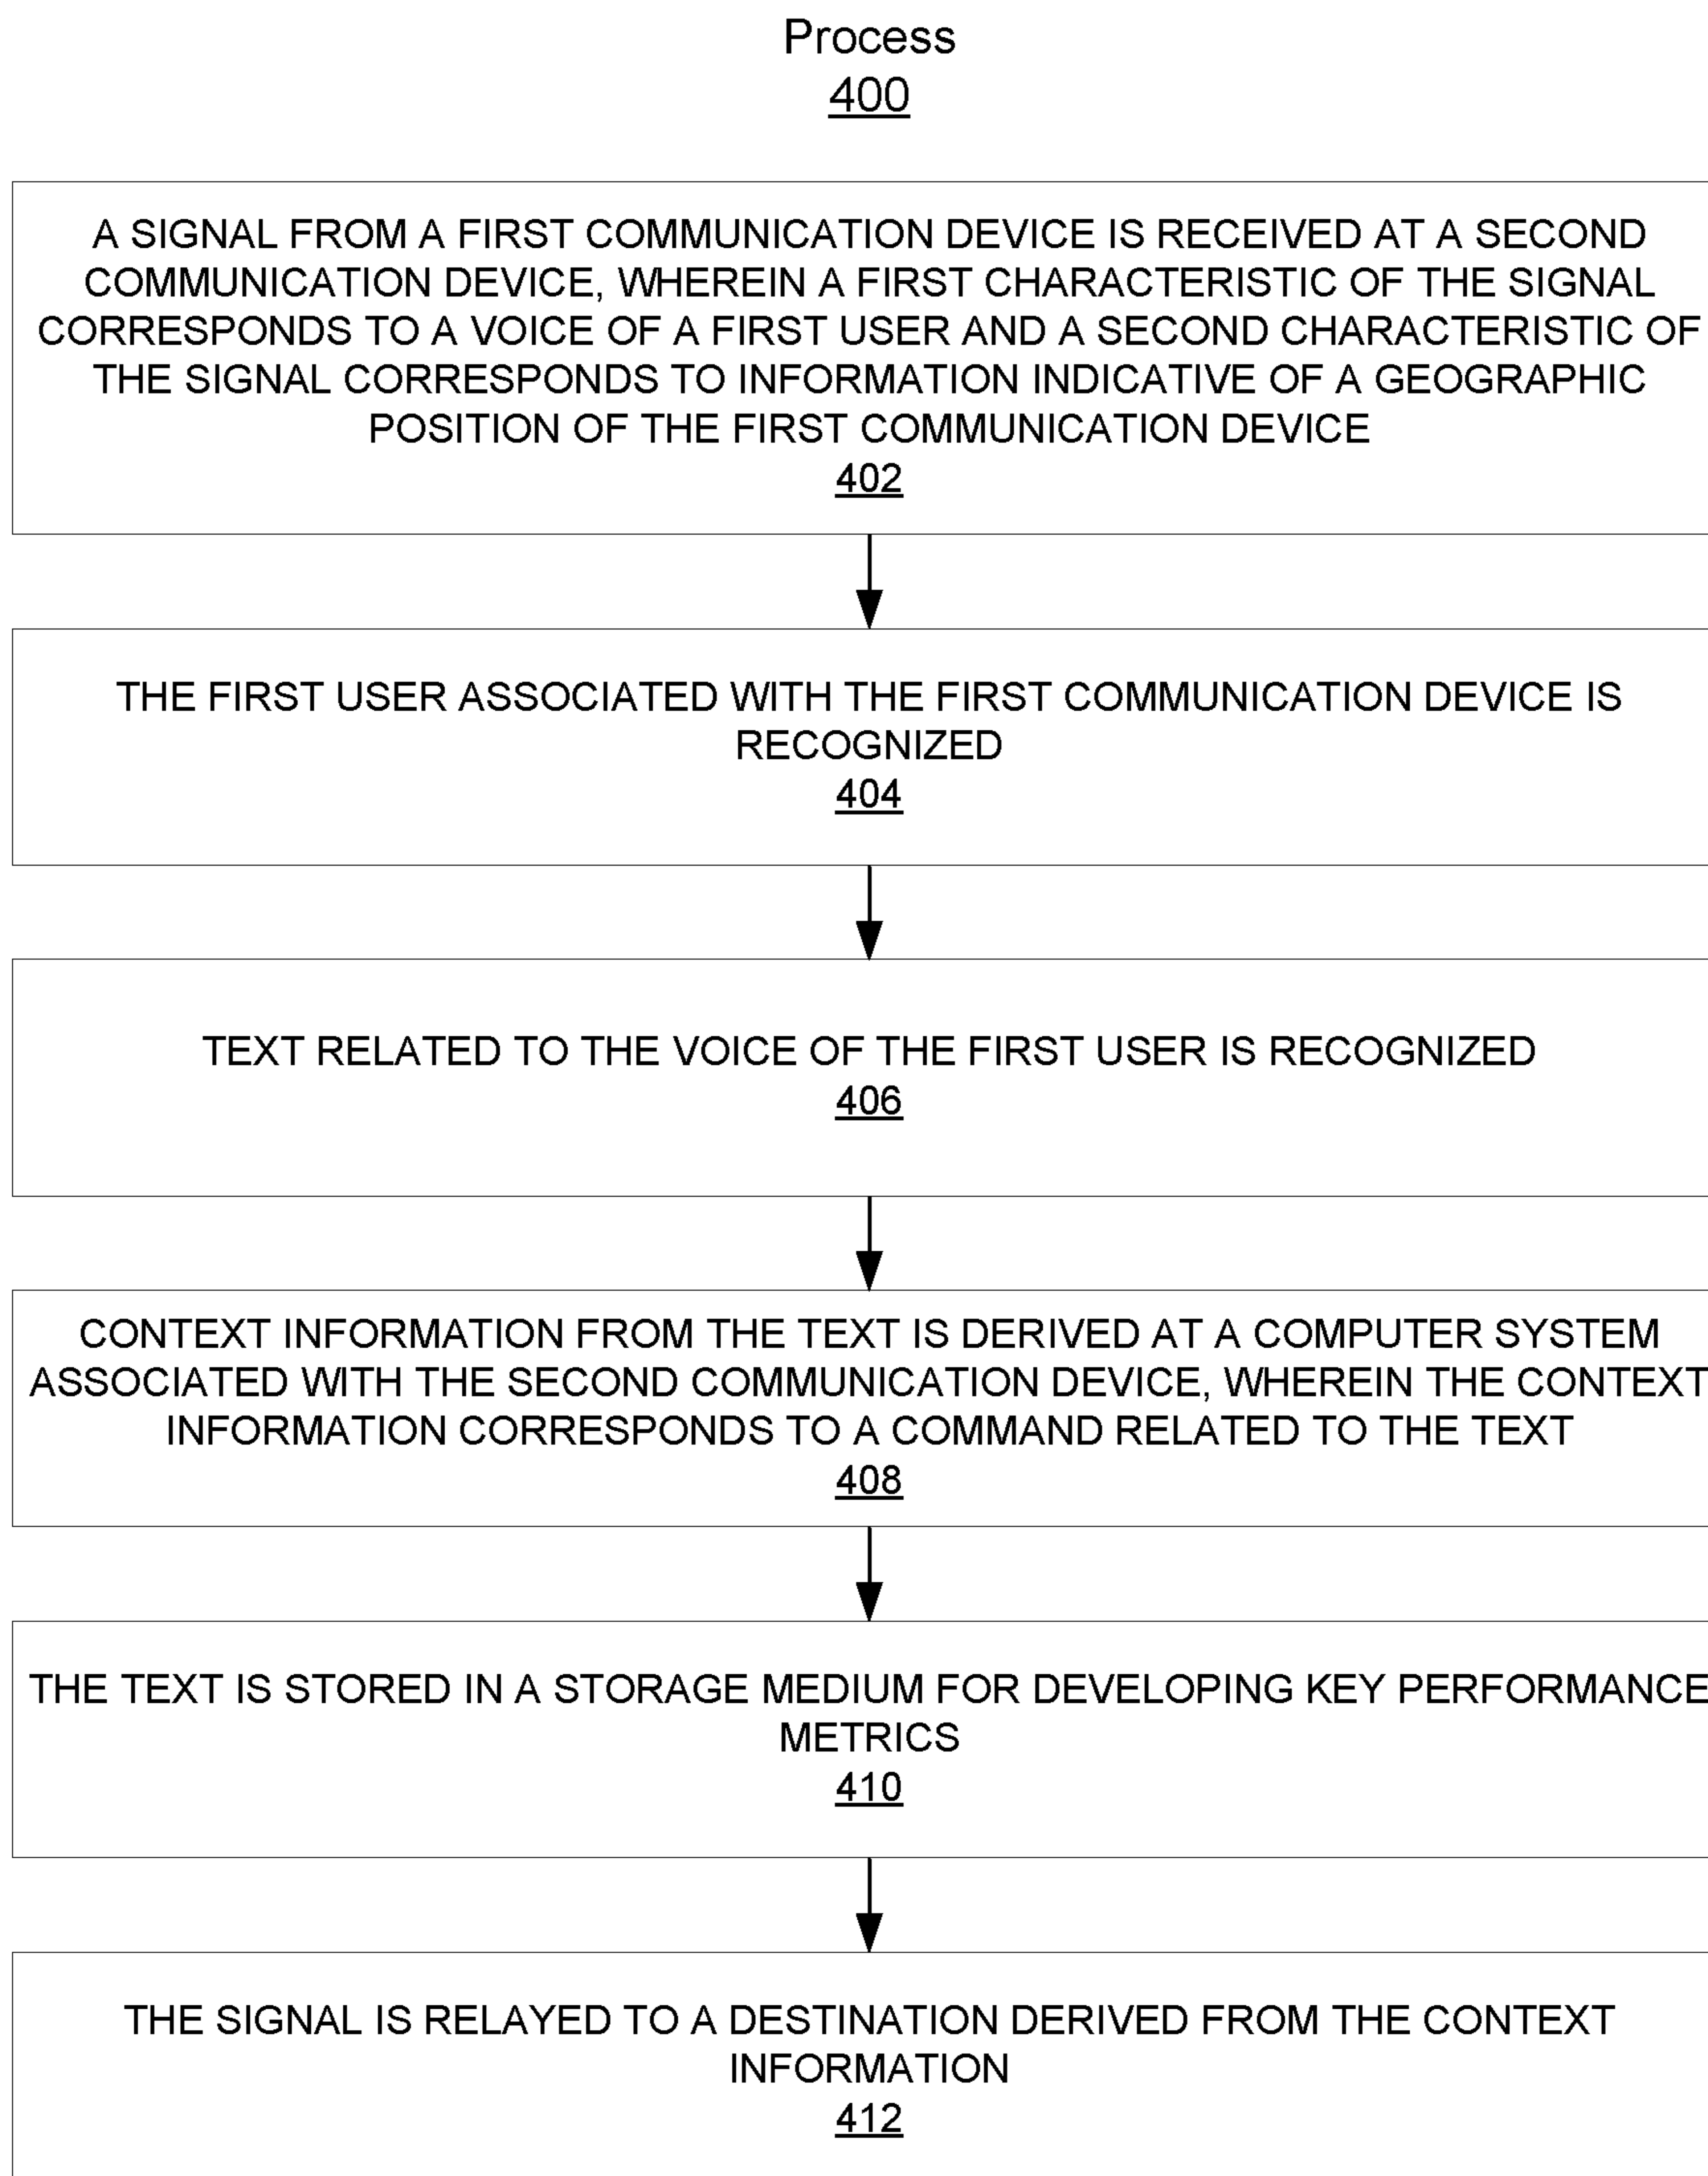 Process
400
A SIGNAL FROM A FIRST COMMUNICATION DEVICE IS RECEIVED AT A SECOND
COMMUNICATION DEVICE, WHEREIN A FIRST CHARACTERISTIC OF THE SIGNAL
CORRESPONDS TO A VOICE OF A FIRST USER AND A SECOND CHARACTERISTIC OF
THE SIGNAL CORRESPONDS TO INFORMATION INDICATIVE OF A GEOGRAPHIC
POSITION OF THE FIRST COMMUNICATION DEVICE
402
THE FIRST USER ASSOCIATED WITH THE FIRST COMMUNICATION DEVICE IS
RECOGNIZED
404
TEXT RELATED TO THE VOICE OF THE FIRST USER IS RECOGNIZED
406
CONTEXT INFORMATION FROM THE TEXT IS DERIVED AT A COMPUTER SYSTEM
ASSOCIATED WITH THE SECOND COMMUNICATION DEVICE, WHEREIN THE CONTEXT
INFORMATION CORRESPONDS TO A COMMAND RELATED TO THE TEXT
408
THE TEXT IS STORED IN A STORAGE MEDIUM FOR DEVELOPING KEY PERFORMANCE
METRICS
410
THE SIGNAL IS RELAYED TO A DESTINATION DERIVED FROM THE CONTEXT
INFORMATION
412